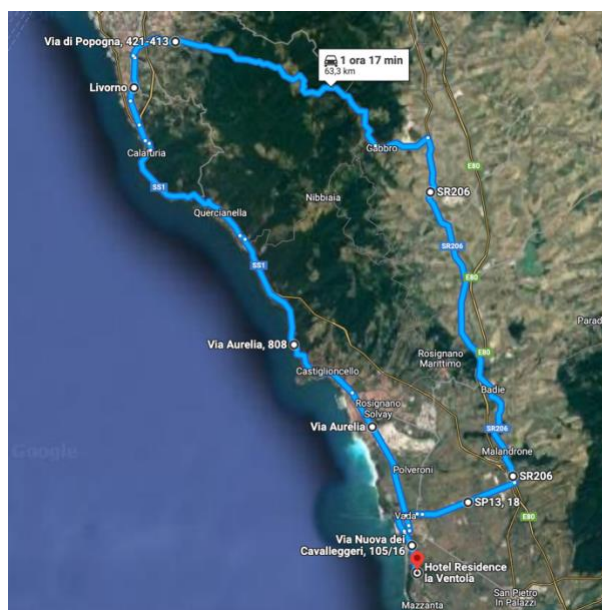 Via di Popogna, 421-413
1 ora 17 min
63,3 km
Livorno
Calafuria
Gabbro
E80
SS1
Nibbiaia
SR206
Quercianella
SR206
SS1
E80
Parad
Via Aurelia, 808
Rosignano
Marittimo
E80
Castiglioncello
Badie
Rosignano
Solvay
Via Aurelia
SR206
Malandrone
Google
Polveroni
SR206
SP13, 18
Vada
E80
Via Nuova dei
Cavalleggeri, 105/16
Hotel Residence
la Ventola
San Pietro
In Palazzi
Mazzanta